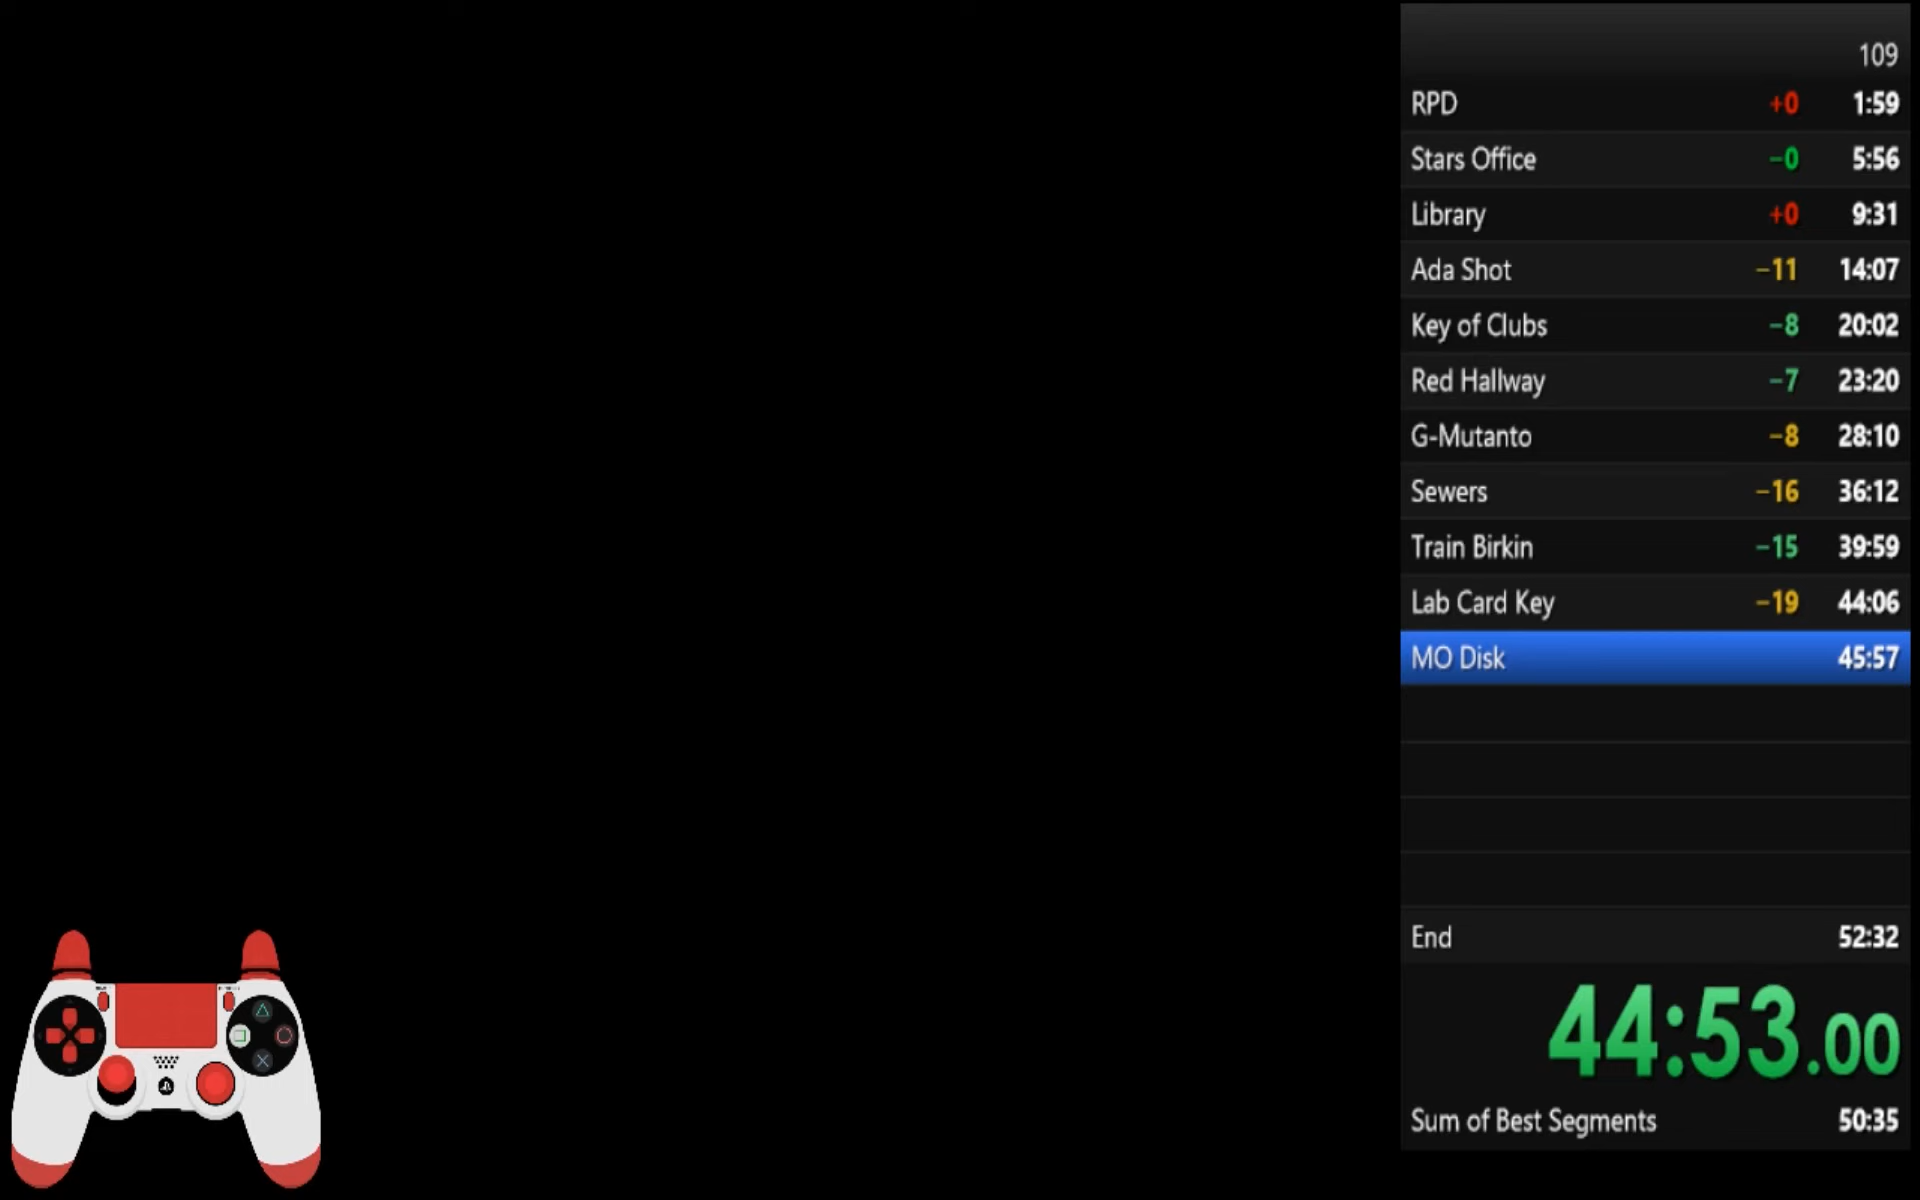 109
RPD +0 1:59
Stars Office -0 5:56
Library +0 9:31
Ada Shot -11 14:07
Key of Clubs -8 20:02
Red Hallway -7 23:20
G-Mutanto -8 28:10
Sewers -16 36:12
Train Birkin -15 39:59
Lab Card Key -19 44:06
MO Disk 45:57
End 52:32
44:53.00
Sum of Best Segments 50:35